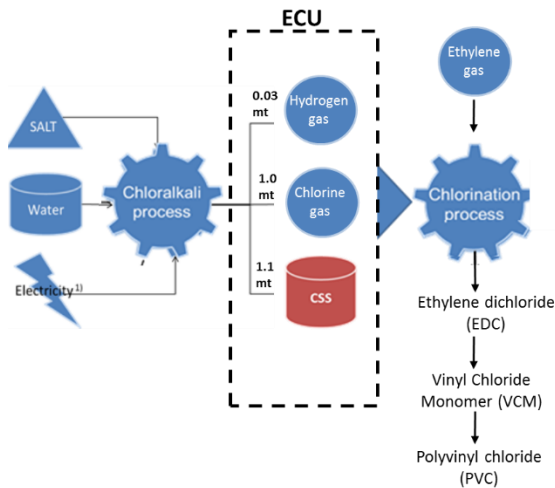 ECU
Ethylene
gas
0.03
mt
Hydrogen
gas
SALT
1.0
mt
Chloralkali
process
Water
Chlorine
gas
Chlorination
process
1.1
mt
Electricity¹⁾
CSS
Ethylene dichloride
(EDC)
Vinyl Chloride
Monomer (VCM)
Polyvinyl chloride
(PVC)